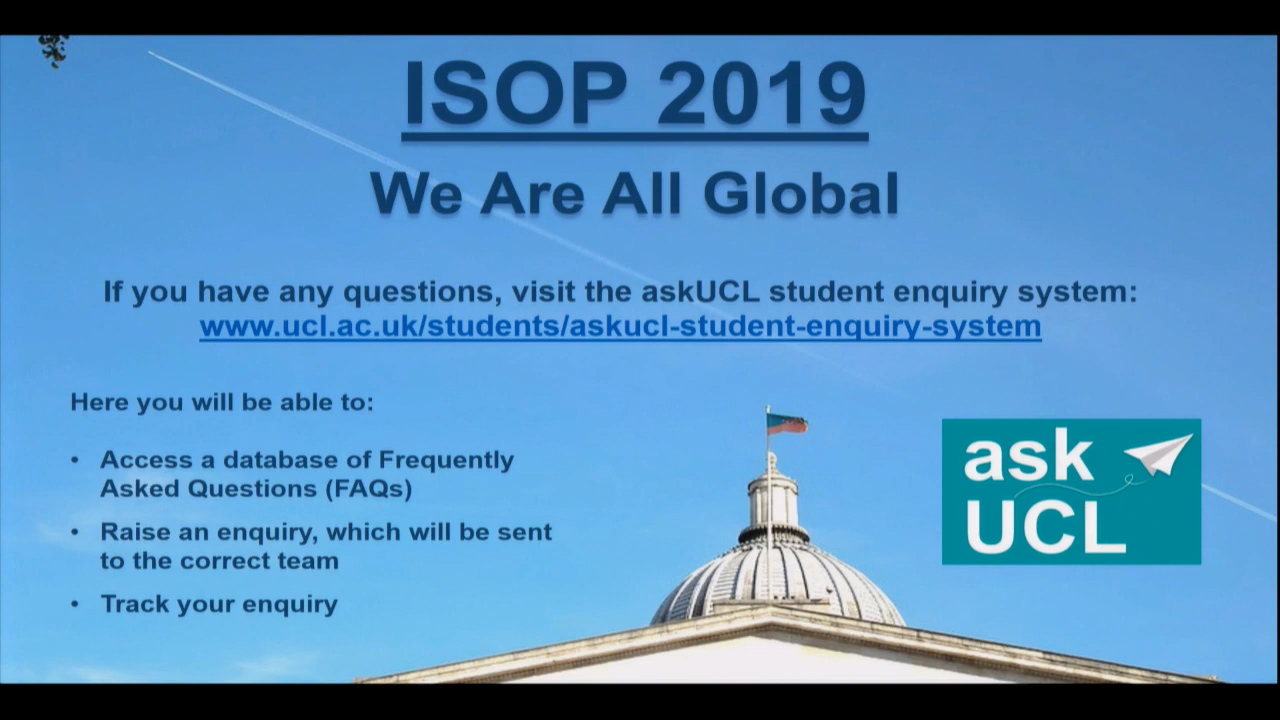 ISOP 2019
We Are All Global
If you have any questions, visit the askUCL student enquiry system:
www.ucl.ac.uk/students/askucl-student-enquiry-system
Here you will be able to:
• Access a database of Frequently
Asked Questions (FAQs)
• Raise an enquiry, which will be sent
to the correct team
• Track your enquiry
ask
UCL